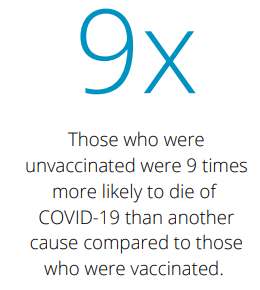 9x
Those who were
unvaccinated were 9 times
more likely to die of
COVID-19 than another
cause compared to those
who were vaccinated.